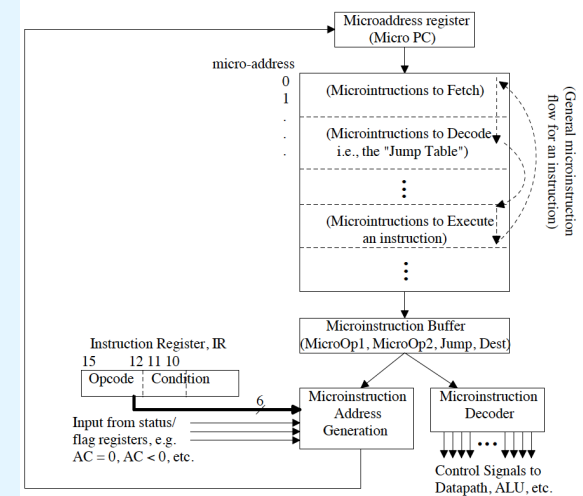 Microaddress register
(Micro PC)
micro-address
0
1
.
.
.
(Microintructions to Fetch)
(Microintructions to Decode
i.e., the "Jump Table")
(Microintructions to Execute
an instruction)
(General microinstruction
flow for an instruction)
Microinstruction Buffer
(MicroOp1, MicroOp2, Jump, Dest)
Instruction Register, IR
15 12 11 10
Opcode Condition
6
Input from status/
flag registers, e.g.
AC = 0, AC < 0, etc.
Microinstruction
Address
Generation
Microinstruction
Decoder
Control Signals to
Datapath, ALU, etc.